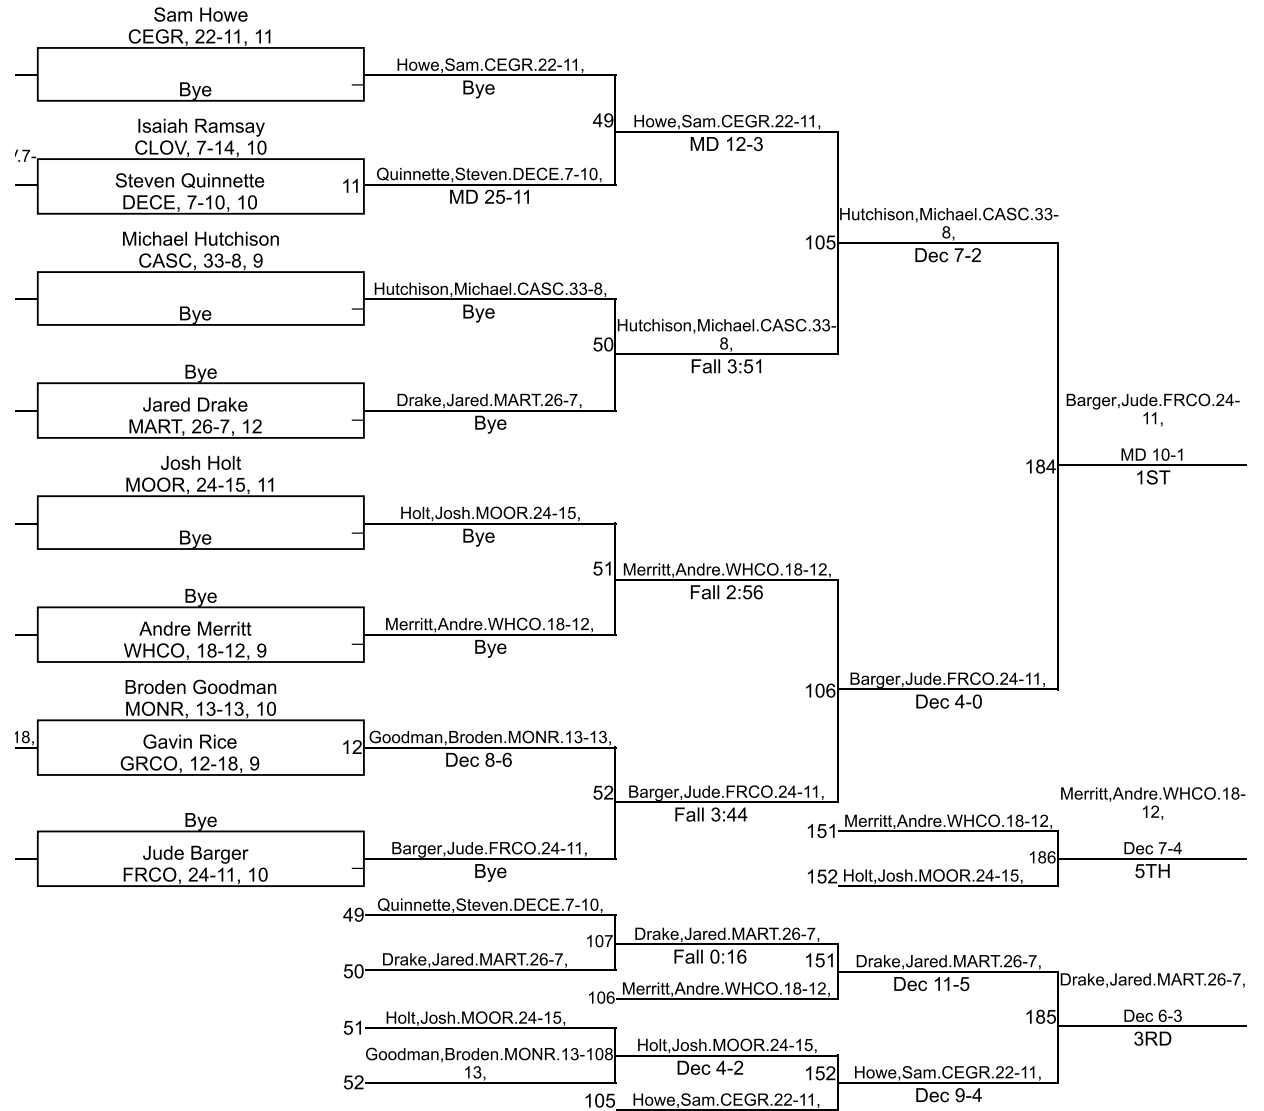 Sam Howe
CEGR, 22-11, 11
Bye
Howe,Sam.CEGR.22-11,
Bye
Isaiah Ramsay
CLOV, 7-14, 10
Steven Quinnette
DECE, 7-10, 10
11
Quinnette,Steven.DECE.7-10,
MD 25-11
49
Howe,Sam.CEGR.22-11,
MD 12-3
Michael Hutchison
CASC, 33-8, 9
Bye
Hutchison,Michael.CASC.33-8,
Bye
Bye
Jared Drake
MART, 26-7, 12
Drake,Jared.MART.26-7,
Bye
50
Hutchison,Michael.CASC.33-
8,
Fall 3:51
105
Hutchison,Michael.CASC.33-
8,
Dec 7-2
Josh Holt
MOOR, 24-15, 11
Bye
Holt,Josh.MOOR.24-15,
Bye
Bye
Andre Merritt
WHCO, 18-12, 9
Merritt,Andre.WHCO.18-12,
Bye
51
Merritt,Andre.WHCO.18-12,
Fall 2:56
Broden Goodman
MONR, 13-13, 10
18,
Gavin Rice
GRCO, 12-18, 9
12
Goodman,Broden.MONR.13-13,
Dec 8-6
Bye
Jude Barger
FRCO, 24-11, 10
Barger,Jude.FRCO.24-11,
Bye
52
Barger,Jude.FRCO.24-11,
Fall 3:44
106
Barger,Jude.FRCO.24-11,
Dec 4-0
184
Barger,Jude.FRCO.24-
11,
MD 10-1
1ST
151
Merritt,Andre.WHCO.18-12,
152
Holt,Josh.MOOR.24-15,
186
Merritt,Andre.WHCO.18-
12,
Dec 7-4
5TH
49
Quinnette,Steven.DECE.7-10,
50
Drake,Jared.MART.26-7,
107
Drake,Jared.MART.26-7,
Fall 0:16
106
Merritt,Andre.WHCO.18-12,
151
Drake,Jared.MART.26-7,
Dec 11-5
51
Holt,Josh.MOOR.24-15,
52
Goodman,Broden.MONR.13-
13,
108
Holt,Josh.MOOR.24-15,
Dec 4-2
105
Howe,Sam.CEGR.22-11,
152
Howe,Sam.CEGR.22-11,
Dec 9-4
185
Drake,Jared.MART.26-7,
Dec 6-3
3RD